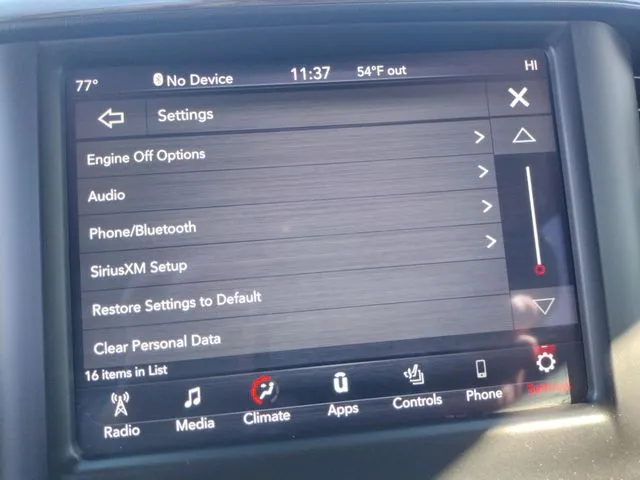 77° No Device 11:37 54°F out HI
Settings
Engine Off Options
Audio
Phone/Bluetooth
SiriusXM Setup
Restore Settings to Default
Clear Personal Data
16 items in List
Radio Media Climate Apps Controls Phone